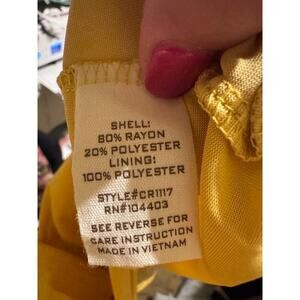 SHELL:
80% RAYON
20% POLYESTER
LINING:
100% POLYESTER
STYLE#CR1117
RN#104403
SEE REVERSE FOR
CARE INSTRUCTION
MADE IN VIETNAM